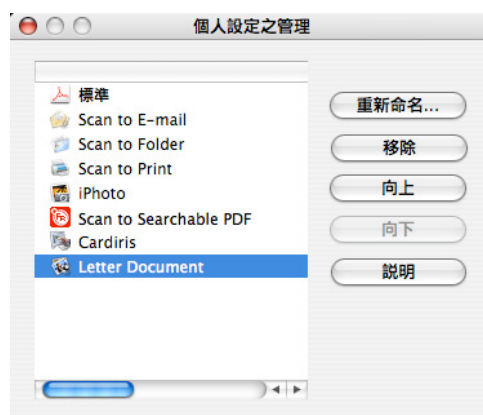 個人設定之管理
標準
Scan to E-mail
Scan to Folder
Scan to Print
iPhoto
Scan to Searchable PDF
Cardiris
Letter Document
重新命名...
移除
向上
向下
説明